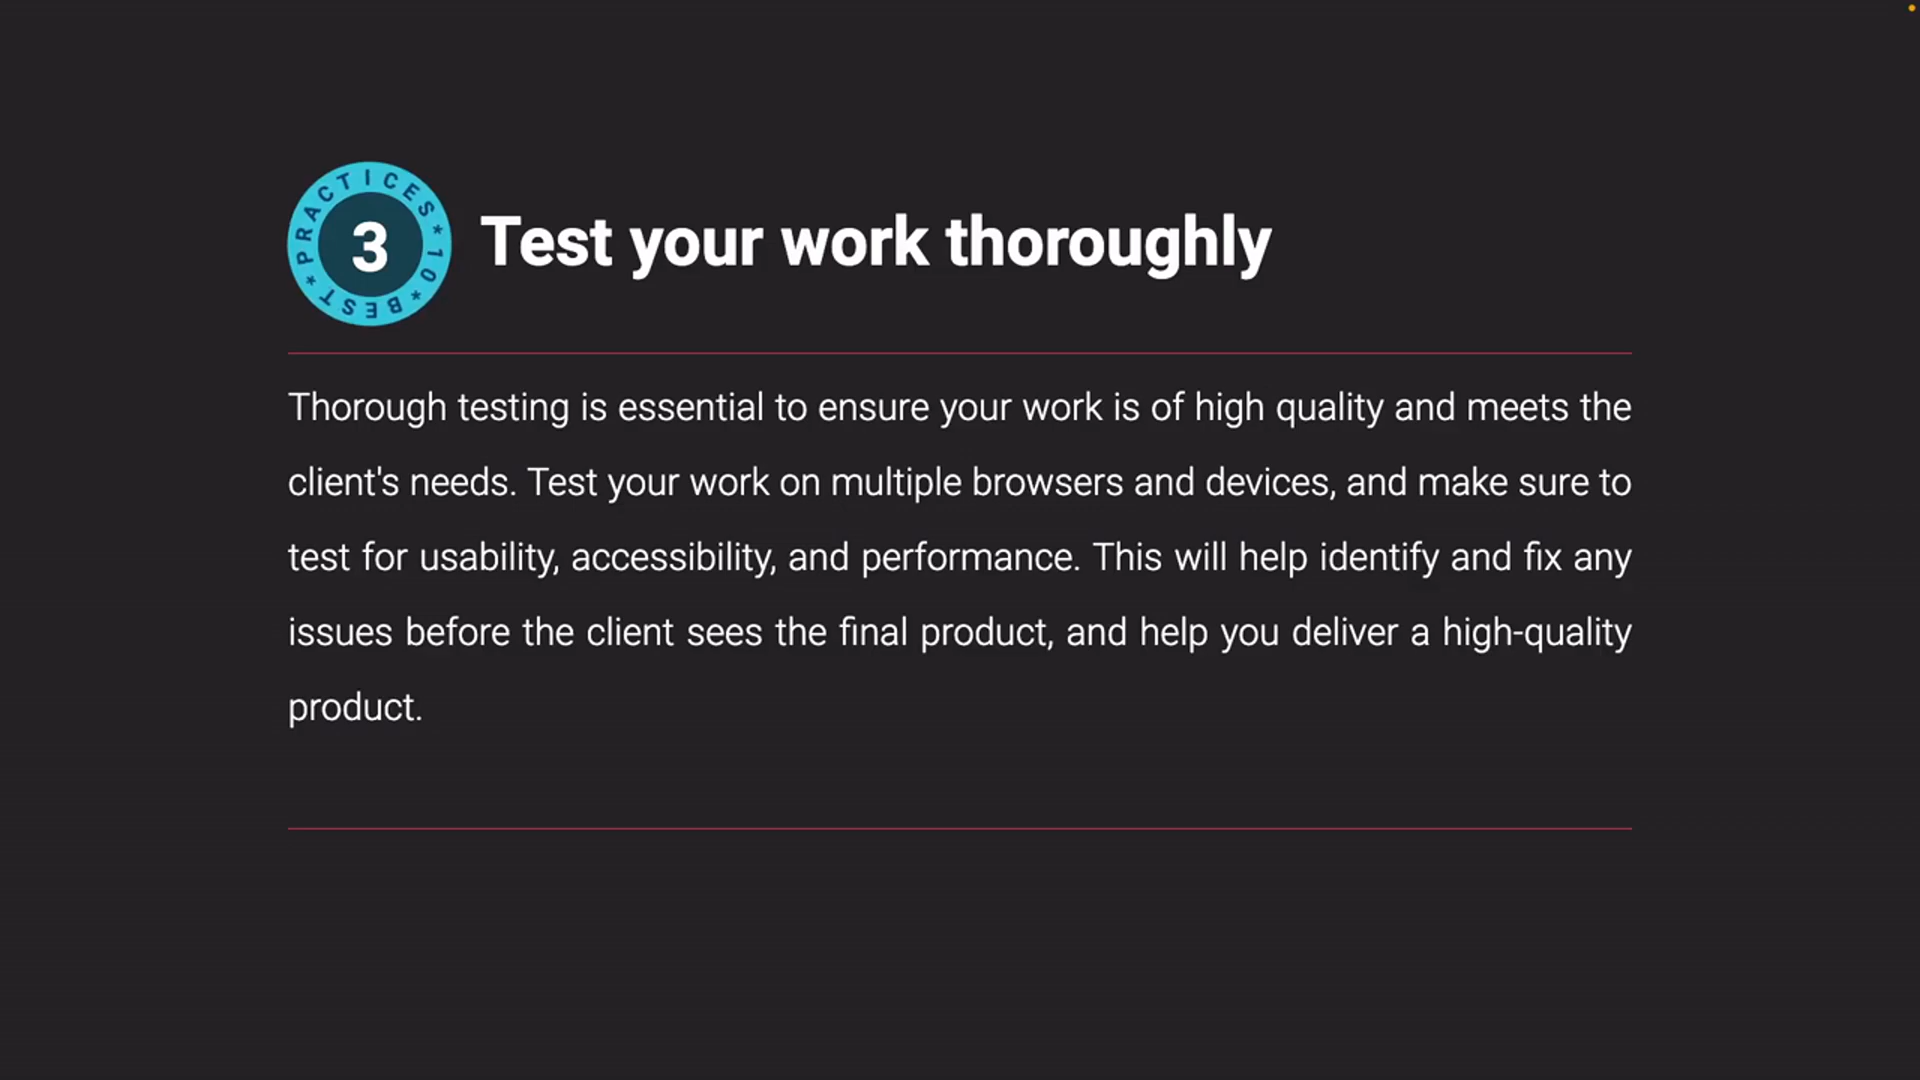 PRACTICES * 10 * BEST *
3
Test your work thoroughly
Thorough testing is essential to ensure your work is of high quality and meets the
client's needs. Test your work on multiple browsers and devices, and make sure to
test for usability, accessibility, and performance. This will help identify and fix any
issues before the client sees the final product, and help you deliver a high-quality
product.